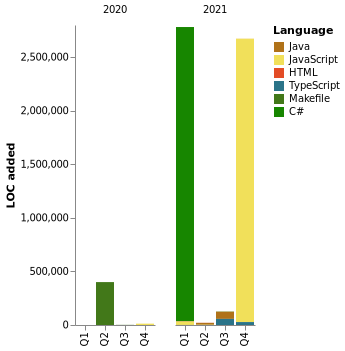 2020 2021
Language
Java
JavaScript
HTML
TypeScript
Makefile
C#
LOC added
2,500,000
2,000,000
1,500,000
1,000,000
500,000
0
Q1 Q2 Q3 Q4 Q1 Q2 Q3 Q4